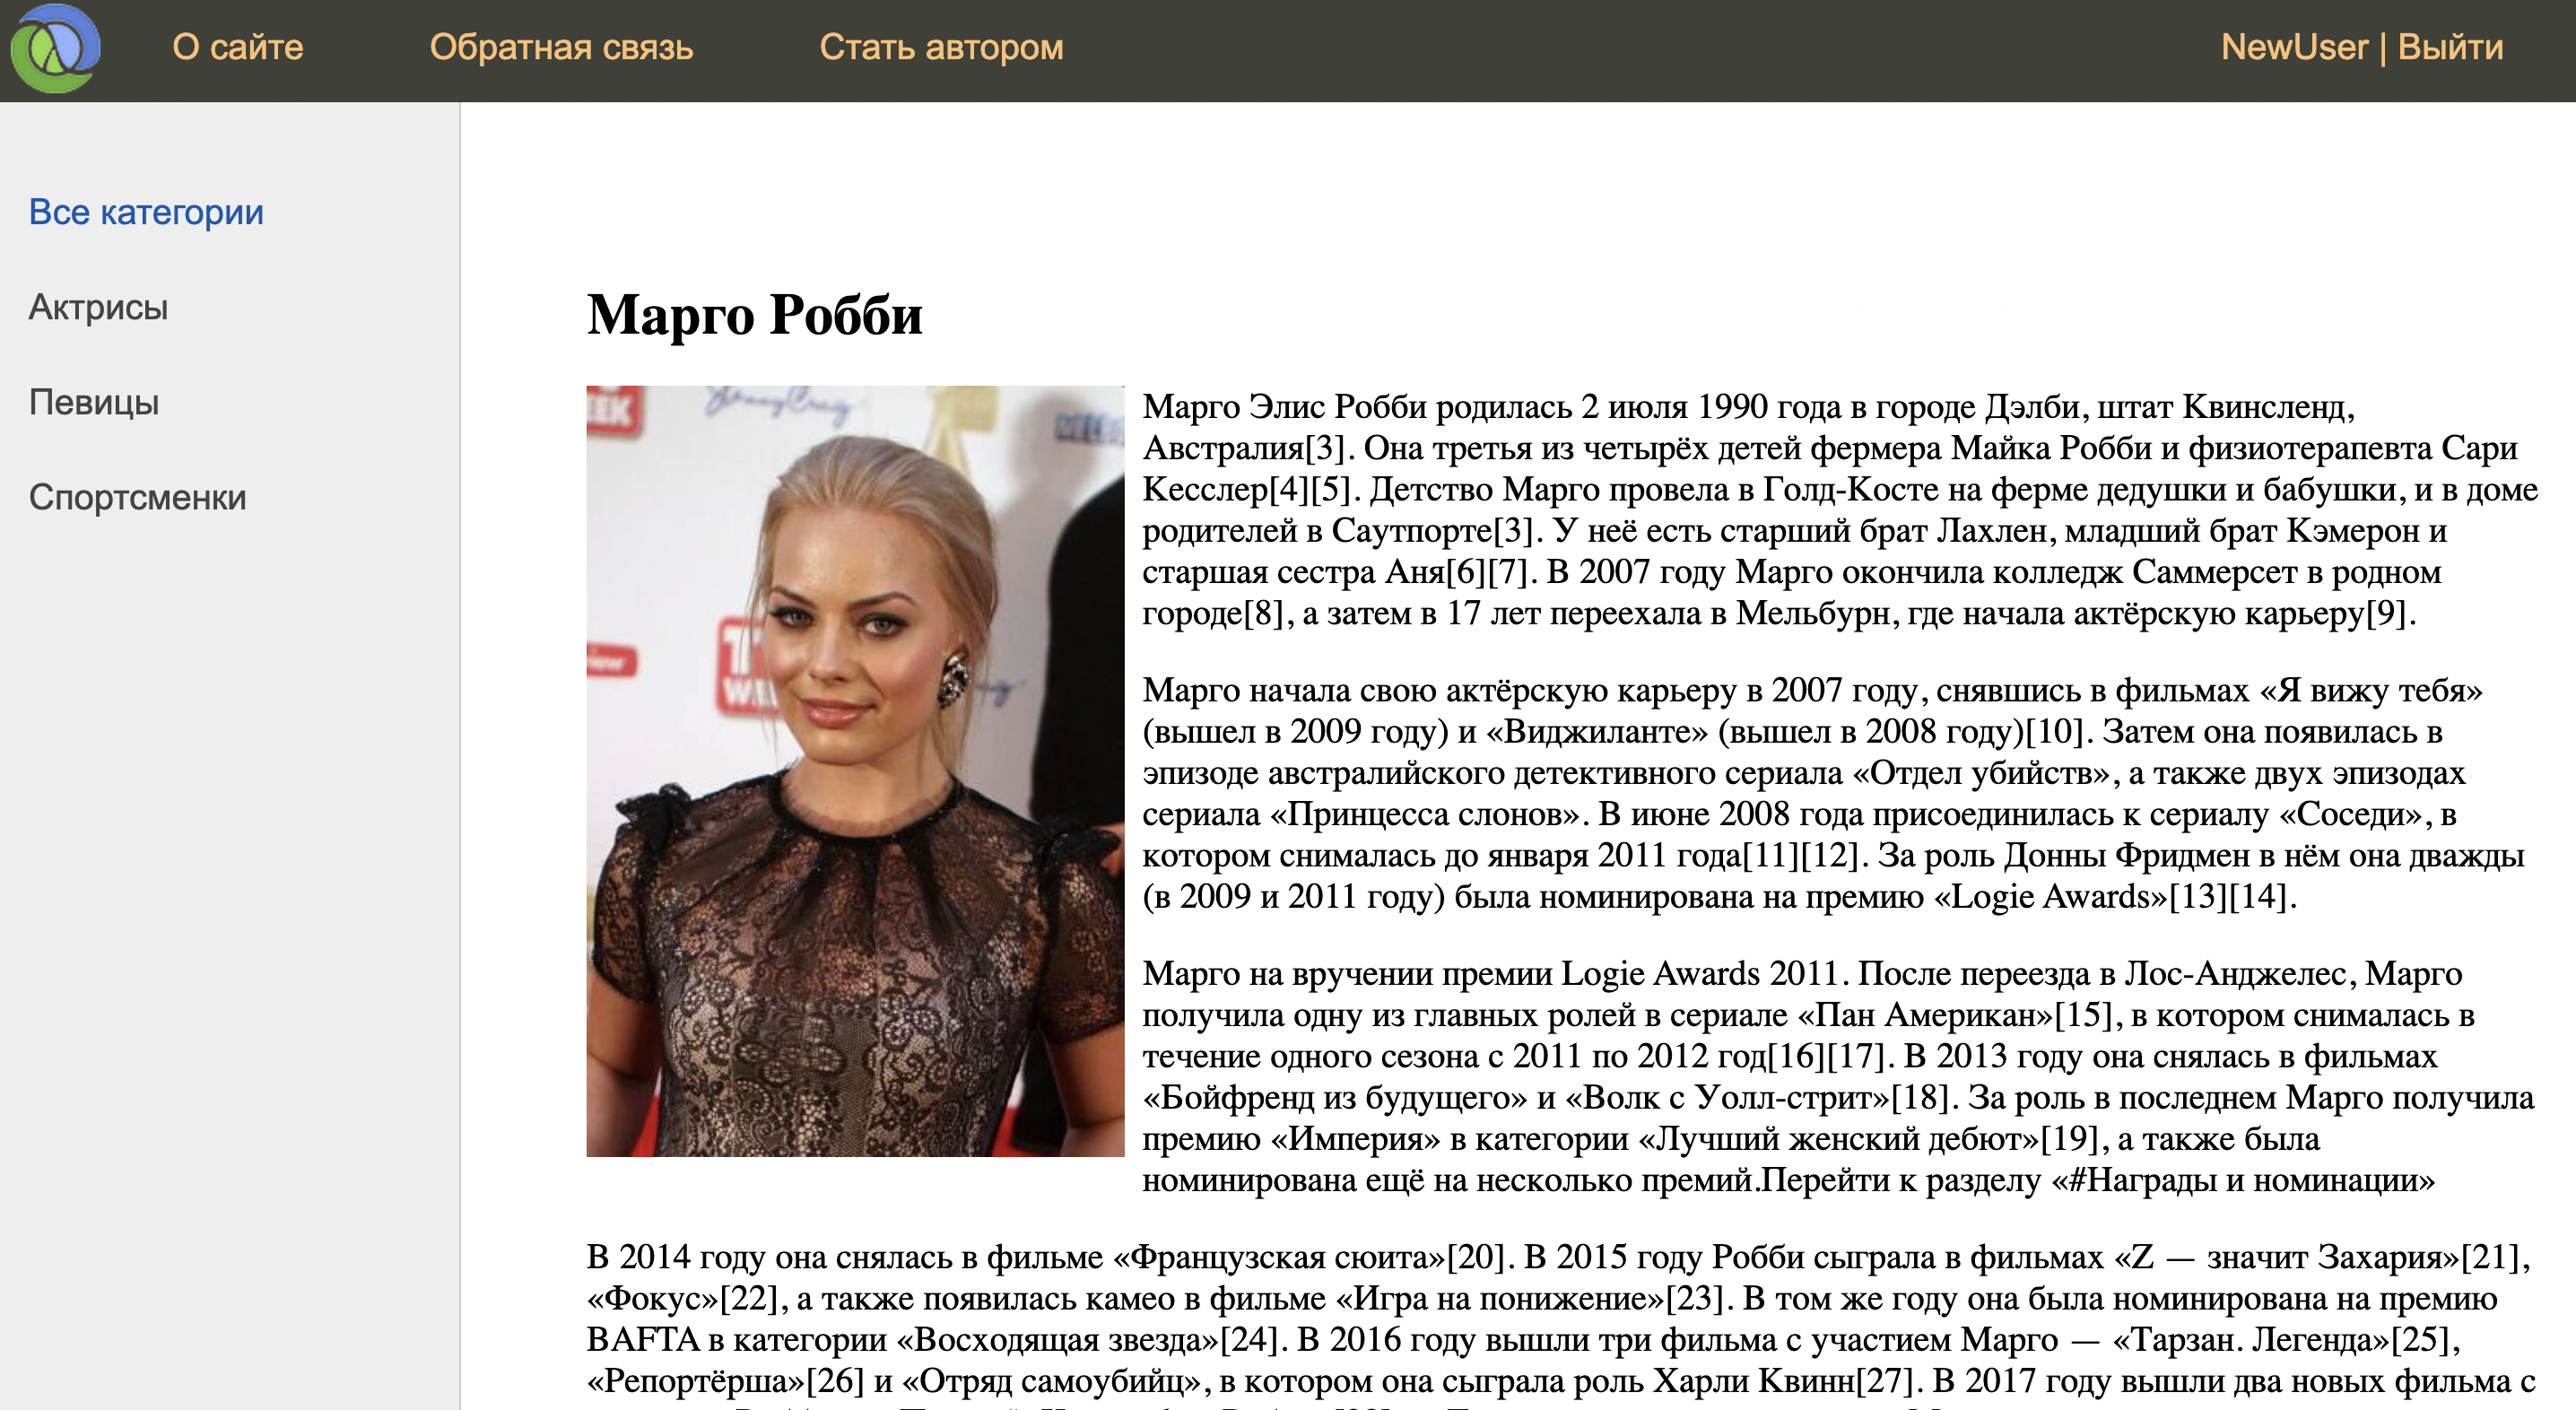 О сайте
Обратная связь
Стать автором
NewUser | Выйти
Все категории
Актрисы
Певицы
Спортсменки
Марго Робби
Марго Элис Робби родилась 2 июля 1990 года в городе Дэлби, штат Квинсленд,
Австралия[3]. Она третья из четырёх детей фермера Майка Робби и физиотерапевта Сари
Кесслер[4][5]. Детство Марго провела в Голд-Косте на ферме дедушки и бабушки, и в доме
родителей в Саутпорте[3]. У неё есть старший брат Лахлен, младший брат Кэмерон и
старшая сестра Аня[6][7]. В 2007 году Марго окончила колледж Саммерсет в родном
городе[8], а затем в 17 лет переехала в Мельбурн, где начала актёрскую карьеру[9].
Марго начала свою актёрскую карьеру в 2007 году, снявшись в фильмах «Я вижу тебя»
(вышел в 2009 году) и «Виджиланте» (вышел в 2008 году)[10]. Затем она появилась в
эпизоде австралийского детективного сериала «Отдел убийств», а также двух эпизодах
сериала «Принцесса слонов». В июне 2008 года присоединилась к сериалу «Соседи», в
котором снималась до января 2011 года[11][12]. За роль Донны Фридмен в нём она дважды
(в 2009 и 2011 году) была номинирована на премию «Logie Awards»[13][14].
Марго на вручении премии Logie Awards 2011. После переезда в Лос-Анджелес, Марго
получила одну из главных ролей в сериале «Пан Американ»[15], в котором снималась в
течение одного сезона с 2011 по 2012 год[16][17]. В 2013 году она снялась в фильмах
«Бойфренд из будущего» и «Волк с Уолл-стрит»[18]. За роль в последнем Марго получила
премию «Империя» в категории «Лучший женский дебют»[19], а также была
номинирована ещё на несколько премий.Перейти к разделу «#Награды и номинации»
В 2014 году она снялась в фильме «Французская сюита»[20]. В 2015 году Робби сыграла в фильмах «Z — значит Захария»[21],
«Фокус»[22], а также появилась камео в фильме «Игра на понижение»[23]. В том же году она была номинирована на премию
BAFTA в категории «Восходящая звезда»[24]. В 2016 году вышли три фильма с участием Марго — «Тарзан. Легенда»[25],
«Репортёрша»[26] и «Отряд самоубийц», в котором она сыграла роль Харли Квинн[27]. В 2017 году вышли два новых фильма с